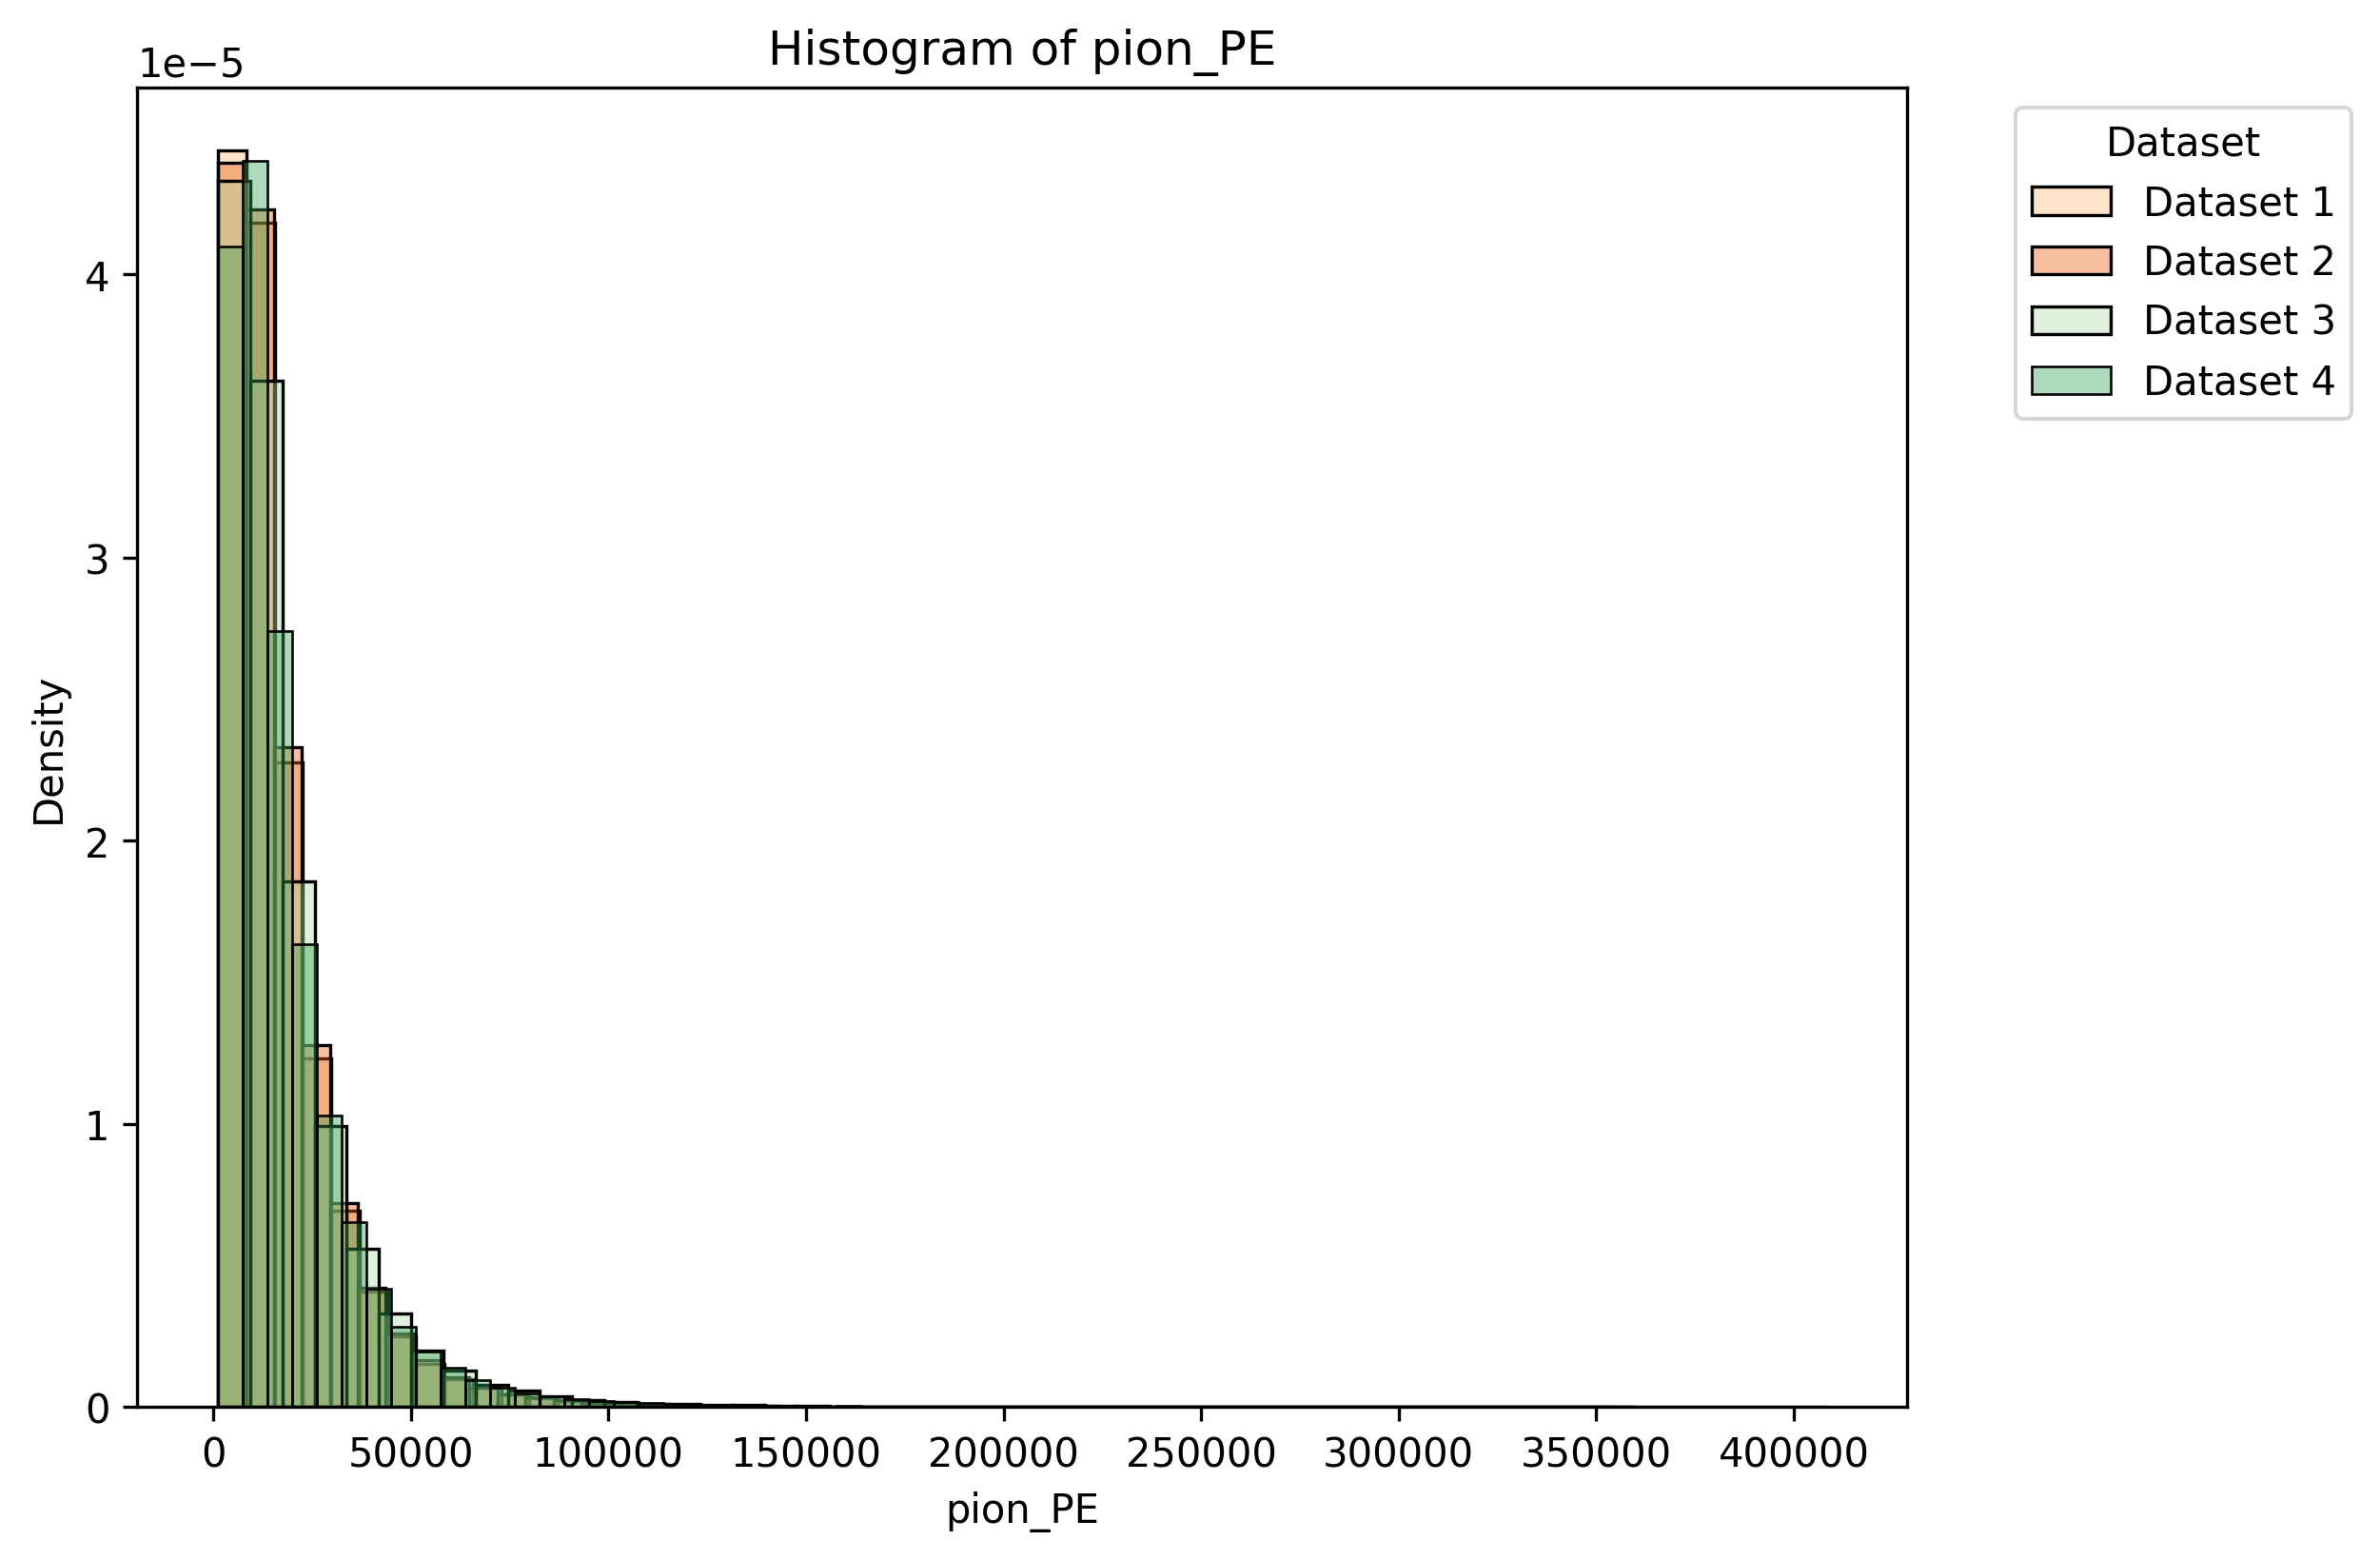 Histogram of pion_PE
1e−5
Dataset
Dataset 1
Dataset 2
Dataset 3
Dataset 4
4
3
2
1
0
Density
0 50000 100000 150000 200000 250000 300000 350000 400000
pion_PE